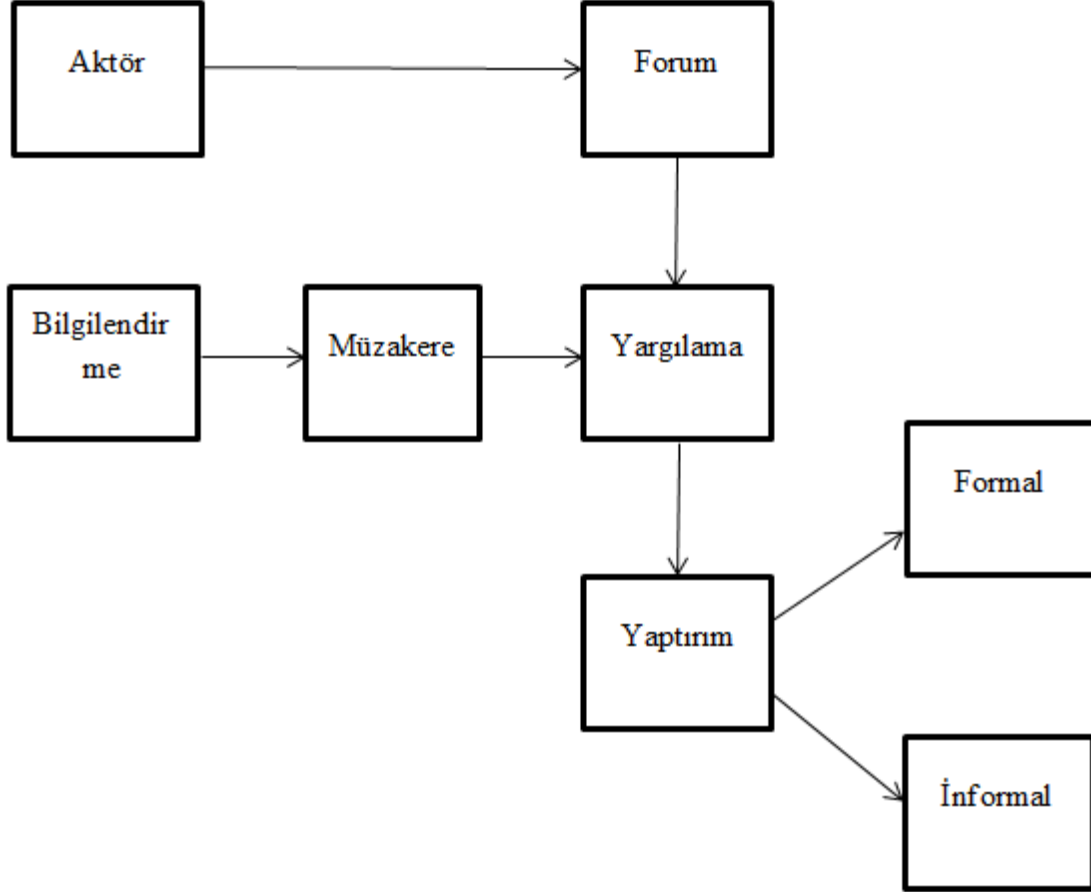 Aktör
Forum
Bilgilendir
me
Müzakere
Yargılama
Formal
Yaptırım
İnformal